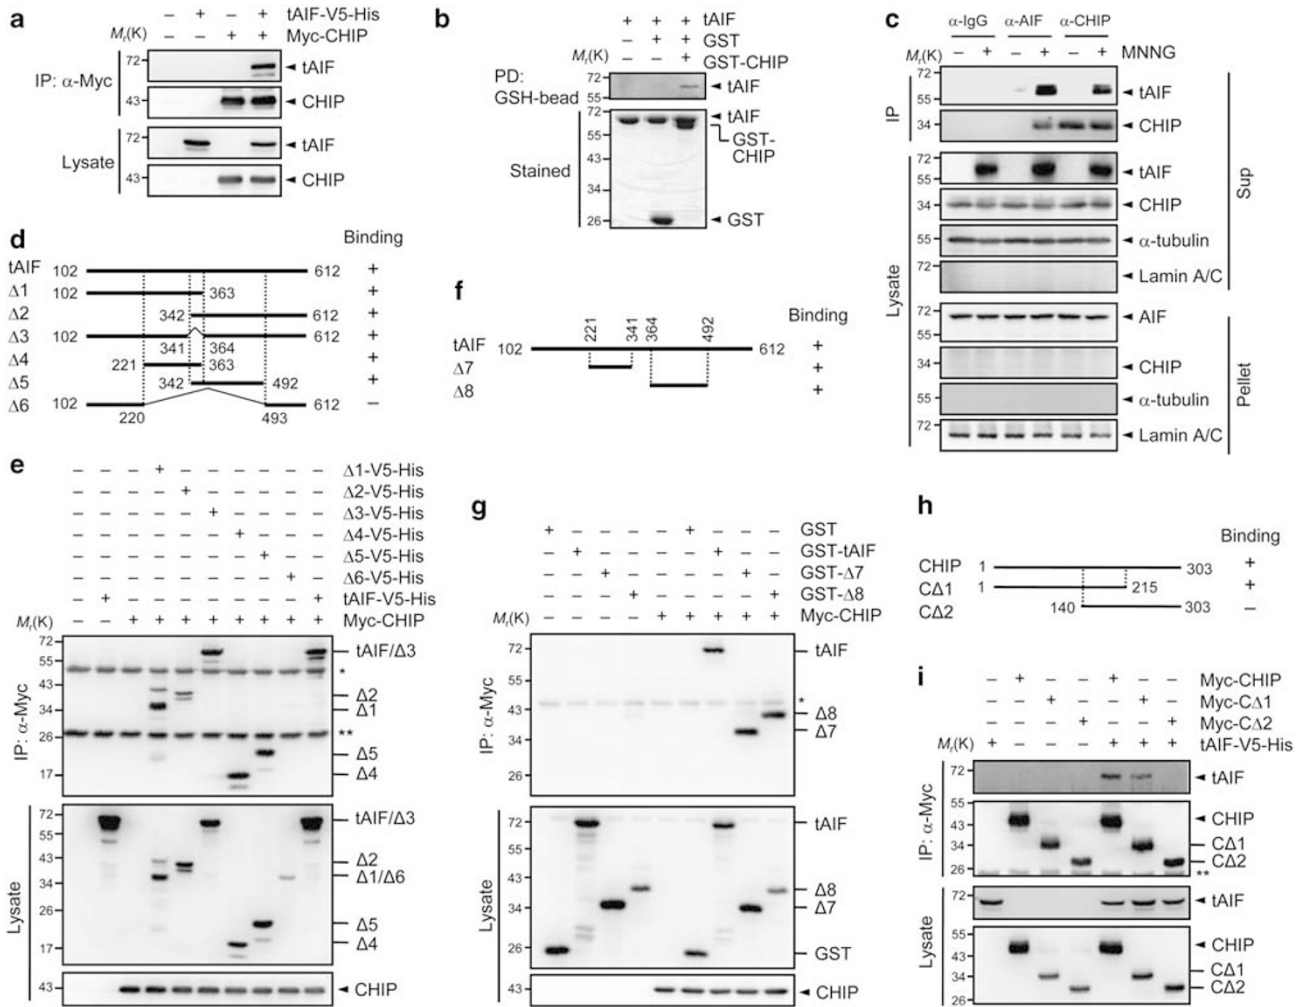 a
– + – + tAIF-V5-His
Mr(K) – – + + Myc-CHIP
IP: α-Myc
72 tAIF
43 CHIP
Lysate
72 tAIF
43 CHIP
b
+ + + tAIF
– + + GST
Mr(K) – – + GST-CHIP
PD:
GSH-bead
72
55
tAIF
Stained
72
55
43
34
26
tAIF
GST-
CHIP
GST
c
α-IgG α-AIF α-CHIP
Mr(K) – + – + – + MNNG
IP
72
55
tAIF
34 CHIP
Lysate
Sup
72
55
tAIF
34 CHIP
55 α-tubulin
72 Lamin A/C
Pellet
72 AIF
34 CHIP
55 α-tubulin
72 Lamin A/C
d
Binding
tAIF 102 612 +
Δ1 102 363 +
Δ2 342 612 +
Δ3 102 612 +
341 364
Δ4 221 363 +
Δ5 342 492 +
Δ6 102 612 –
220 493
e
– – – + – – – – – – Δ1-V5-His
– – – – + – – – – – Δ2-V5-His
– – – – – + – – – – Δ3-V5-His
– – – – – – + – – – Δ4-V5-His
– – – – – – – + – – Δ5-V5-His
– – – – – – – – + – Δ6-V5-His
– + – – – – – – – + tAIF-V5-His
Mr(K) – – + + + + + + + + Myc-CHIP
IP: α-Myc
72
55
43
34
26
17
tAIF/Δ3
*
Δ2
Δ1
**
Δ5
Δ4
Lysate
72
55
43
34
26
17
tAIF/Δ3
Δ2
Δ1/Δ6
Δ5
Δ4
43 CHIP
f
221 341 364 492
Binding
tAIF 102 612 +
Δ7 +
Δ8 +
g
+ – – – – + – – – GST
– + – – – – + – – GST-tAIF
– – + – – – – + – GST-Δ7
– – – + – – – – + GST-Δ8
Mr(K) – – – – + + + + + Myc-CHIP
IP: α-Myc
72
55
43
34
26
tAIF
*
Δ8
Δ7
Lysate
72
55
43
34
26
tAIF
Δ8
Δ7
GST
43 CHIP
h
Binding
CHIP 1 303 +
CΔ1 1 215 +
CΔ2 140 303 –
i
– + – – + – – Myc-CHIP
– – + – – + – Myc-CΔ1
– – – + – – + Myc-CΔ2
Mr(K) + – – – + + + tAIF-V5-His
IP: α-Myc
72 tAIF
55
43
34
26
CHIP
CΔ1
CΔ2
**
Lysate
72 tAIF
55
43
34
26
CHIP
CΔ1
CΔ2